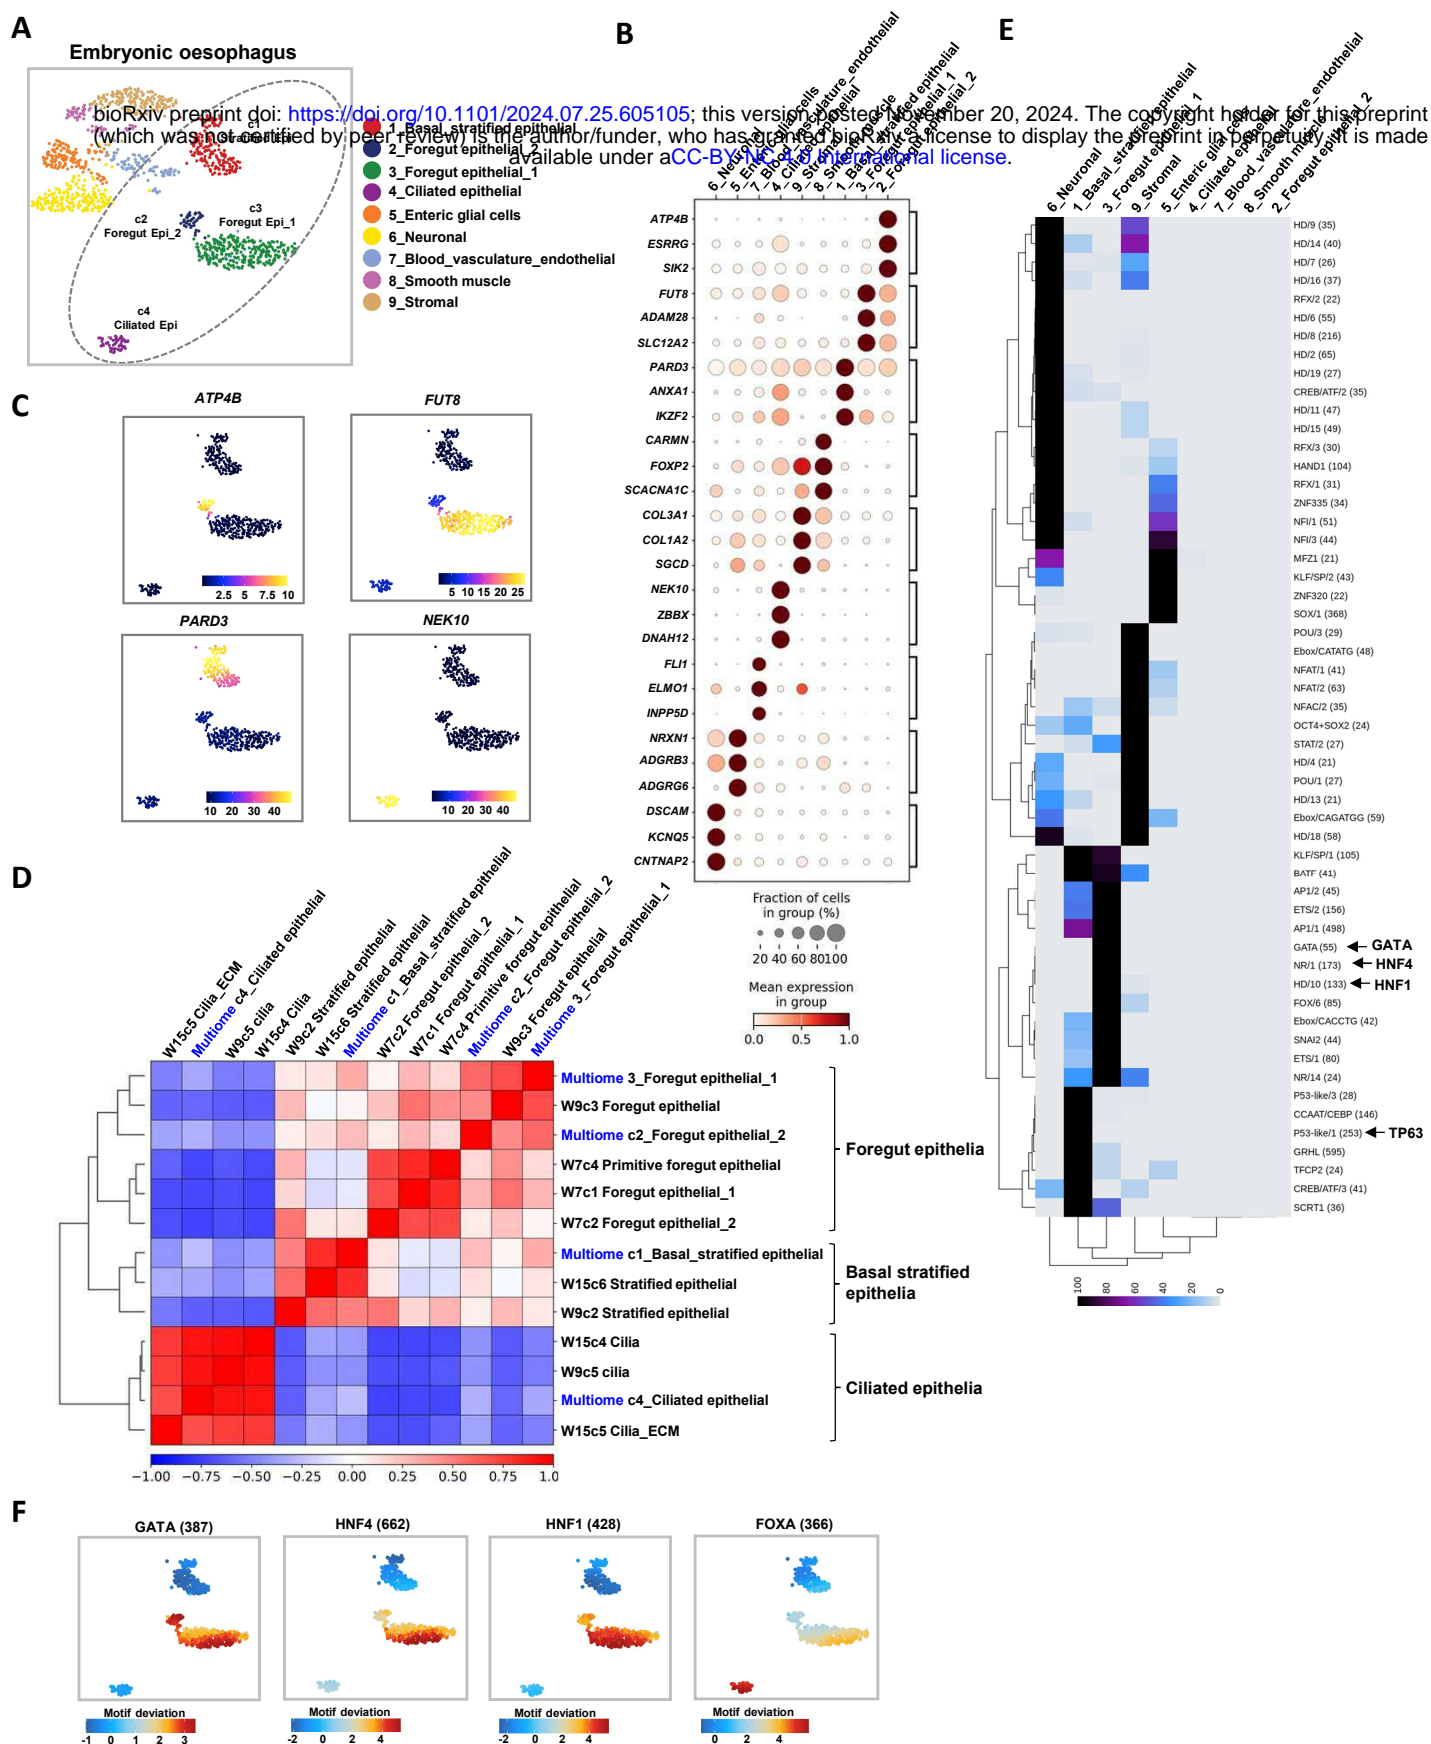 A
Embryonic oesophagus
c1
c2
Foregut Epi_2
c3
Foregut Epi_1
c4
Ciliated Epi
1_Basal_stratified epithelial
2_Foregut epithelial_2
3_Foregut epithelial_1
4_Ciliated epithelial
5_Enteric glial cells
6_Neuronal
7_Blood_vasculature_endothelial
8_Smooth muscle
9_Stromal
bioRxiv preprint doi: https://doi.org/10.1101/2024.07.25.605105; this version posted November 20, 2024. The copyright holder for this preprint
(which was not certified by peer review) is the author/funder, who has granted bioRxiv a license to display the preprint in perpetuity. It is made
available under aCC-BY-NC 4.0 International license.
B
6_Neuronal
5_Enteric glial cells
7_Blood_vasculature_endothelial
4_Ciliated epithelial
9_Stromal
8_Smooth muscle
1_Basal_stratified epithelial
3_Foregut epithelial_1
2_Foregut epithelial_2
ATP4B
ESRRG
SIK2
FUT8
ADAM28
SLC12A2
PARD3
ANXA1
IKZF2
CARMN
FOXP2
SCACNA1C
COL3A1
COL1A2
SGCD
NEK10
ZBBX
DNAH12
FLI1
ELMO1
INPP5D
NRXN1
ADGRB3
ADGRG6
DSCAM
KCNQ5
CNTNAP2
Fraction of cells
in group (%)
20 40 60 80 100
Mean expression
in group
0.0 0.5 1.0
C
ATP4B
2.5 5 7.5 10
FUT8
5 10 15 20 25
PARD3
10 20 30 40
NEK10
10 20 30 40
D
W15c5 Cilia_ECM
Multiome c4_Ciliated epithelial
W9c5 cilia
W15c4 Cilia
W9c2 Stratified epithelial
W15c6 Stratified epithelial
Multiome c1_Basal_stratified epithelial
W7c2 Foregut epithelial_2
W7c1 Foregut epithelial_1
W7c4 Primitive foregut epithelial
Multiome c2_Foregut epithelial_2
W9c3 Foregut epithelial
Multiome 3_Foregut epithelial_1
Multiome 3_Foregut epithelial_1
W9c3 Foregut epithelial
Multiome c2_Foregut epithelial_2
W7c4 Primitive foregut epithelial
W7c1 Foregut epithelial_1
W7c2 Foregut epithelial_2
Multiome c1_Basal_stratified epithelial
W15c6 Stratified epithelial
W9c2 Stratified epithelial
W15c4 Cilia
W9c5 cilia
Multiome c4_Ciliated epithelial
W15c5 Cilia_ECM
Foregut epithelia
Basal stratified
epithelia
Ciliated epithelia
−1.00 −0.75 −0.50 −0.25 0.00 0.25 0.50 0.75 1.0
E
6_Neuronal
1_Basal_stratified epithelial
3_Foregut epithelial_1
9_Stromal
5_Enteric glial cells
4_Ciliated epithelial
7_Blood_vasculature_endothelial
8_Smooth muscle
2_Foregut epithelial_2
HD/9 (35)
HD/14 (40)
HD/7 (26)
HD/16 (37)
RFX/2 (22)
HD/6 (55)
HD/8 (216)
HD/2 (65)
HD/19 (27)
CREB/ATF/2 (35)
HD/11 (47)
HD/15 (49)
RFX/3 (30)
HAND1 (104)
RFX/1 (31)
ZNF335 (34)
NFI/1 (51)
NFI/3 (44)
MFZ1 (21)
KLF/SP/2 (43)
ZNF320 (22)
SOX/1 (368)
POU/3 (29)
Ebox/CATATG (48)
NFAT/1 (41)
NFAT/2 (63)
NFAC/2 (35)
OCT4+SOX2 (24)
STAT/2 (27)
HD/4 (21)
POU/1 (27)
HD/13 (21)
Ebox/CAGATGG (59)
HD/18 (58)
KLF/SP/1 (105)
BATF (41)
AP1/2 (45)
ETS/2 (156)
AP1/1 (498)
GATA (55) GATA
NR/1 (173) HNF4
HD/10 (133) HNF1
FOX/6 (85)
Ebox/CACCTG (42)
SNAI2 (44)
ETS/1 (80)
NR/14 (24)
P53-like/3 (28)
CCAAT/CEBP (146)
P53-like/1 (253) TP63
GRHL (595)
TFCP2 (24)
CREB/ATF/3 (41)
SCRT1 (36)
100 80 60 40 20 0
F
GATA (387)
Motif deviation
-1 0 1 2 3
HNF4 (662)
Motif deviation
-2 0 2 4
HNF1 (428)
Motif deviation
-2 0 2 4
FOXA (366)
Motif deviation
0 2 4